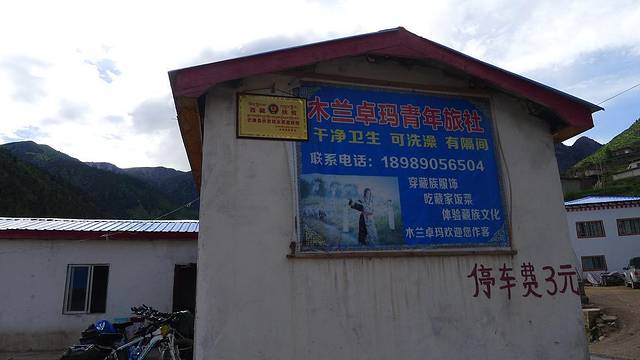 木兰卓玛青年旅社
干净卫生 可洗澡 有隔间
联系电话：18989056504
穿藏族服饰
吃藏家饭菜
体验藏族文化
木兰卓玛欢迎您作客
停车费3元